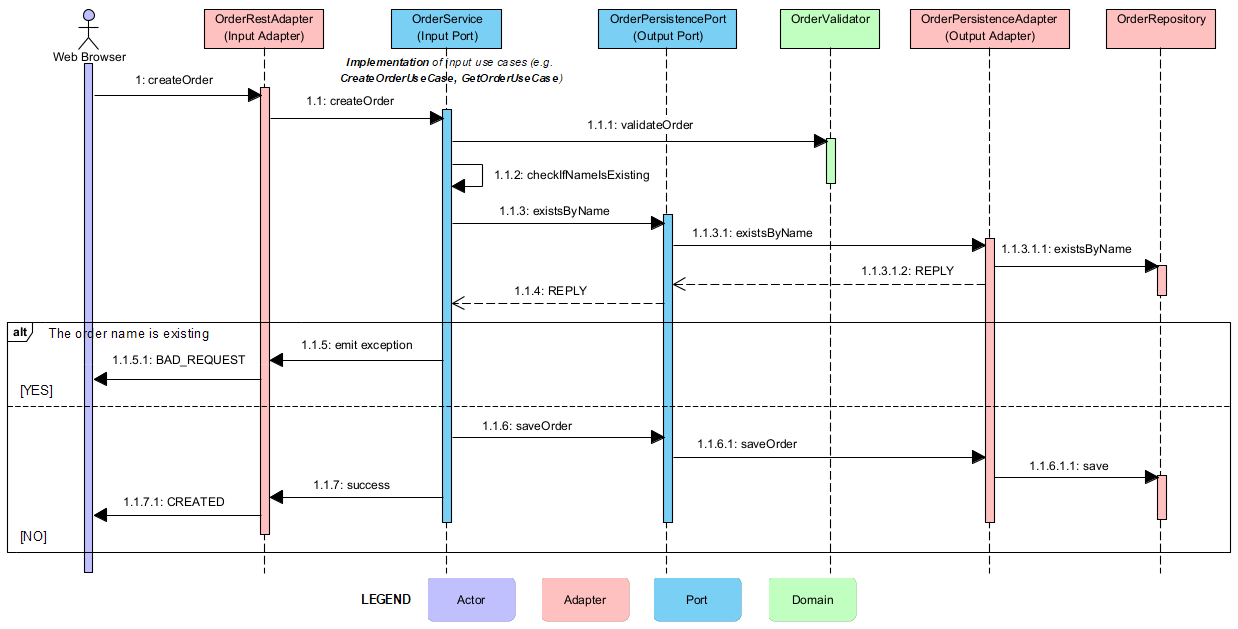 OrderRestAdapter
(Input Adapter)
OrderService
(Input Port)
OrderPersistencePort
(Output Port)
OrderValidator
OrderPersistenceAdapter
(Output Adapter)
OrderRepository
Web Browser
Implementation of input use cases (e.g.
CreateOrderUseCase, GetOrderUseCase)
1: createOrder
1.1: createOrder
1.1.1: validateOrder
1.1.2: checkIfNameIsExisting
1.1.3: existsByName
1.1.3.1: existsByName
1.1.3.1.1: existsByName
1.1.3.1.2: REPLY
1.1.4: REPLY
alt
The order name is existing
1.1.5: emit exception
1.1.5.1: BAD_REQUEST
[YES]
1.1.6: saveOrder
1.1.6.1: saveOrder
1.1.6.1.1: save
1.1.7: success
1.1.7.1: CREATED
[NO]
LEGEND
Actor
Adapter
Port
Domain